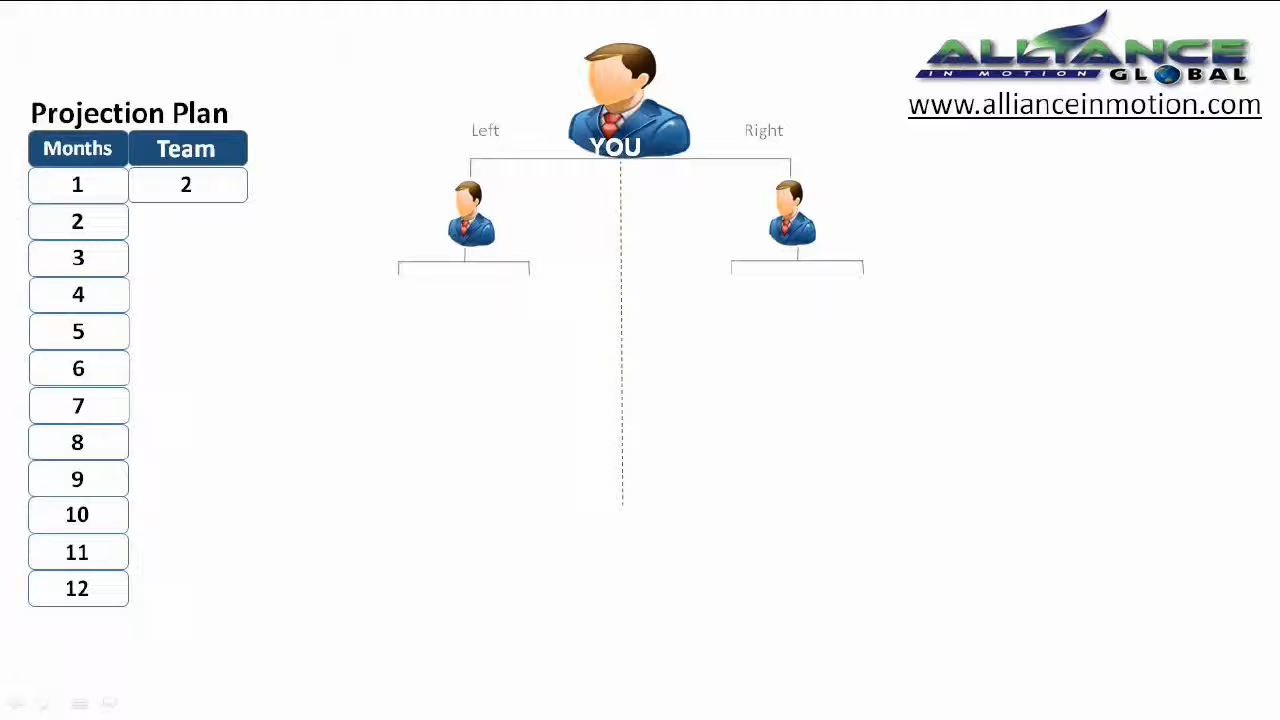 ALLIANCE
IN MOTION GLOBAL
www.allianceinmotion.com
Projection Plan
Left
Right
YOU
Months Team
1 2
2
3
4
5
6
7
8
9
10
11
12